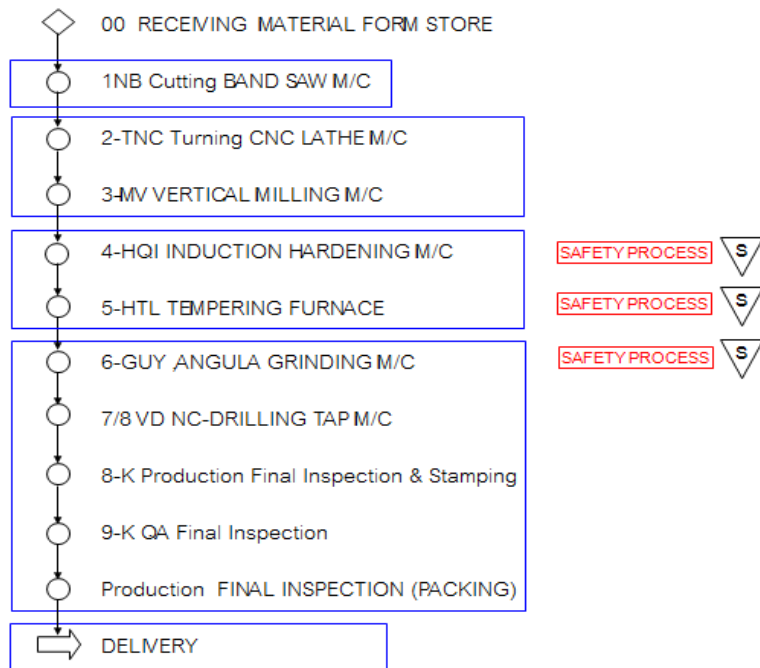 00 RECEIVING MATERIAL FORM STORE
1NB Cutting BAND SAW M/C
2-TNC Turning CNC LATHE M/C
3-MV VERTICAL MILLING M/C
4-HQI INDUCTION HARDENING M/C SAFETY PROCESS S
5-HTL TEMPERING FURNACE SAFETY PROCESS S
6-GUY ,ANGULA GRINDING M/C SAFETY PROCESS S
7/8 VD NC-DRILLING TAP M/C
8-K Production Final Inspection & Stamping
9-K QA Final Inspection
Production FINAL INSPECTION (PACKING)
DELIVERY